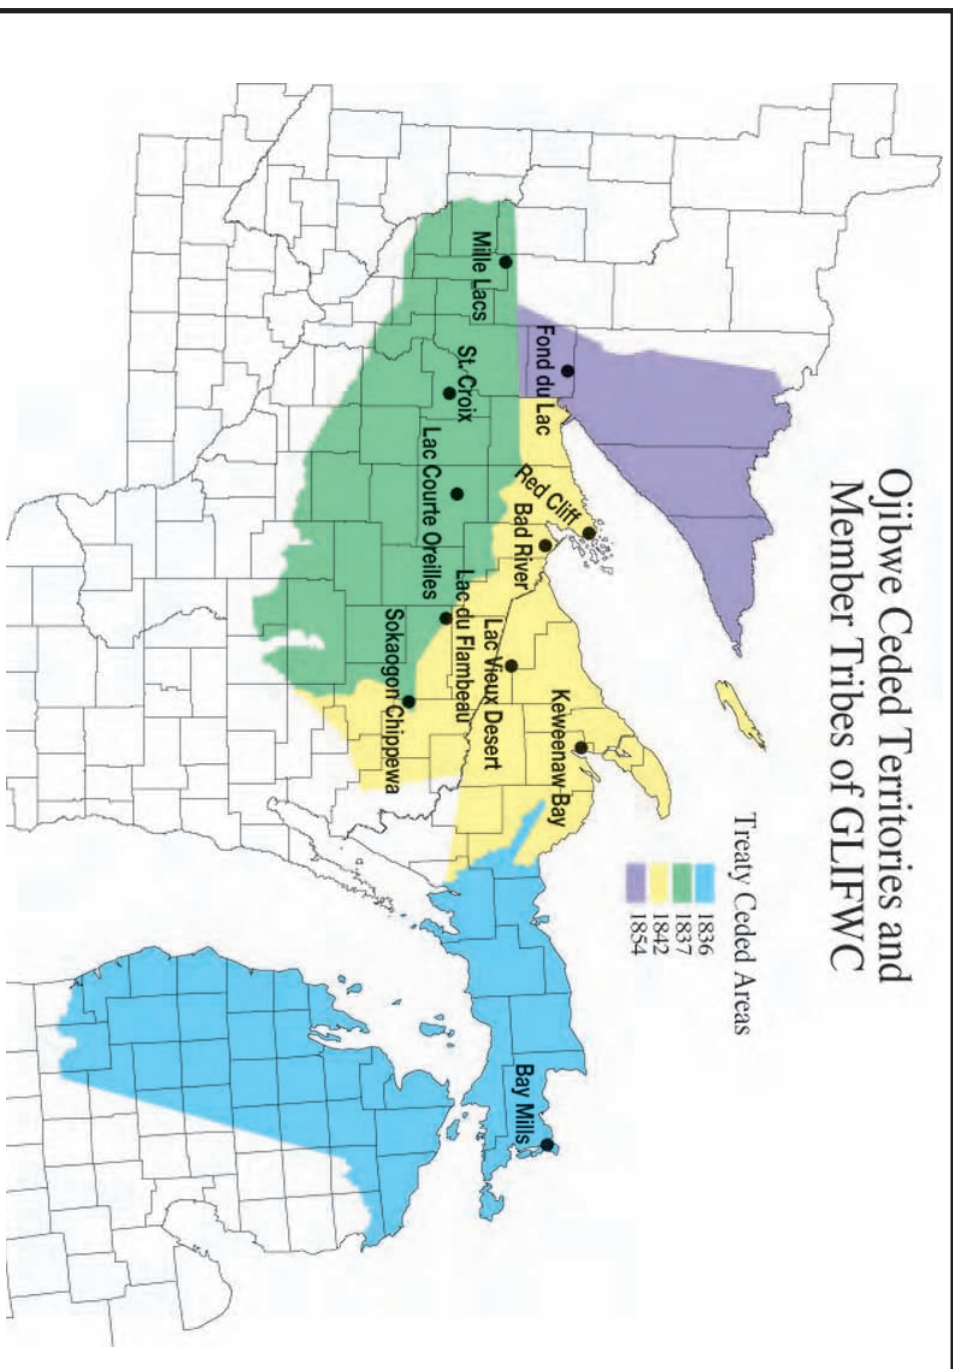 Ojibwe Ceded Territories and
Member Tribes of GLIFWC
Treaty Ceded Areas
1836
1837
1842
1854
Fond du Lac
Mille Lacs
St. Croix
Lac Courte Oreilles
Red Cliff
Bad River
Lac du Flambeau
Lac Vieux Desert
Sokaogon Chippewa
Keweenaw Bay
Bay Mills